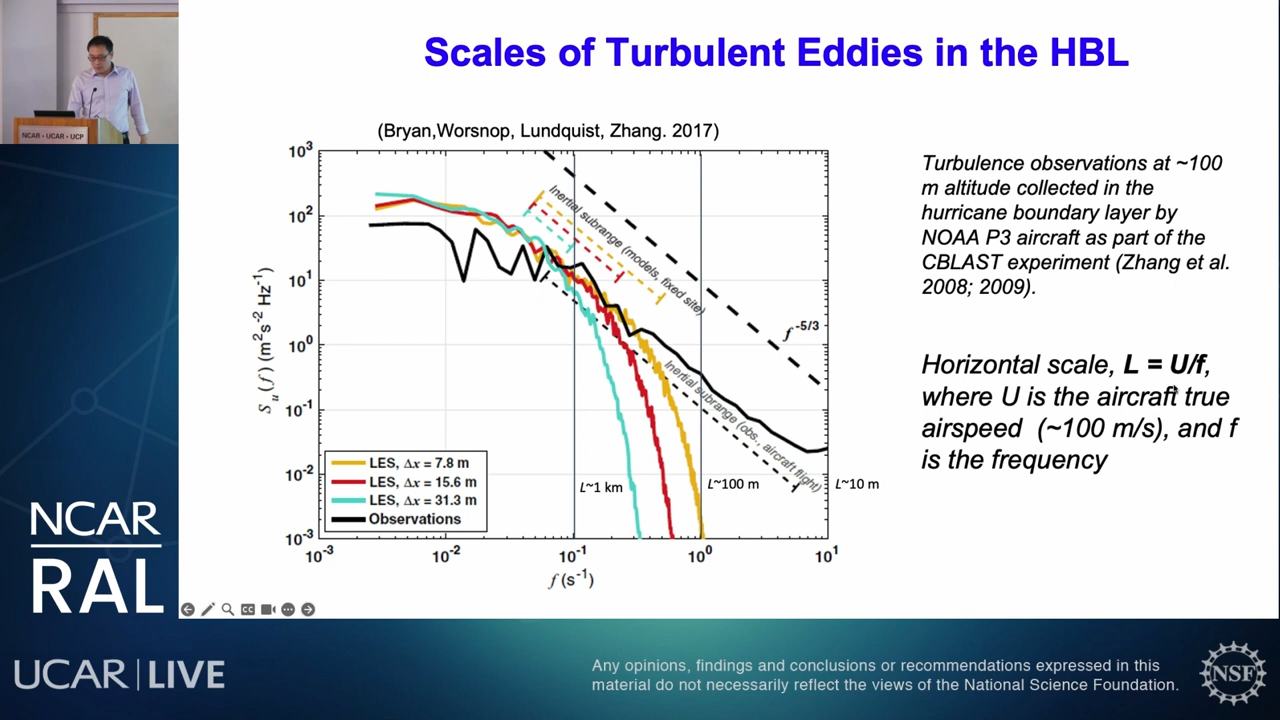 Scales of Turbulent Eddies in the HBL
(Bryan,Worsnop, Lundquist, Zhang. 2017)
10³
10²
10¹
10⁰
10⁻¹
10⁻²
10⁻³
S_u(f) (m²s⁻² Hz⁻¹)
Inertial subrange (models, fixed site)
f⁻⁵ᐟ³
Inertial subrange (obs., aircraft flight)
LES, Δx = 7.8 m
LES, Δx = 15.6 m
LES, Δx = 31.3 m
Observations
L~1 km
L~100 m
L~10 m
10⁻³
10⁻²
10⁻¹
10⁰
10¹
f (s⁻¹)
Turbulence observations at ~100
m altitude collected in the
hurricane boundary layer by
NOAA P3 aircraft as part of the
CBLAST experiment (Zhang et al.
2008; 2009).
Horizontal scale, L = U/f,
where U is the aircraft true
airspeed (~100 m/s), and f
is the frequency
NCAR • UCAR • UCP
NCAR
RAL
CC
UCAR | LIVE
Any opinions, findings and conclusions or recommendations expressed in this
material do not necessarily reflect the views of the National Science Foundation.
NSF